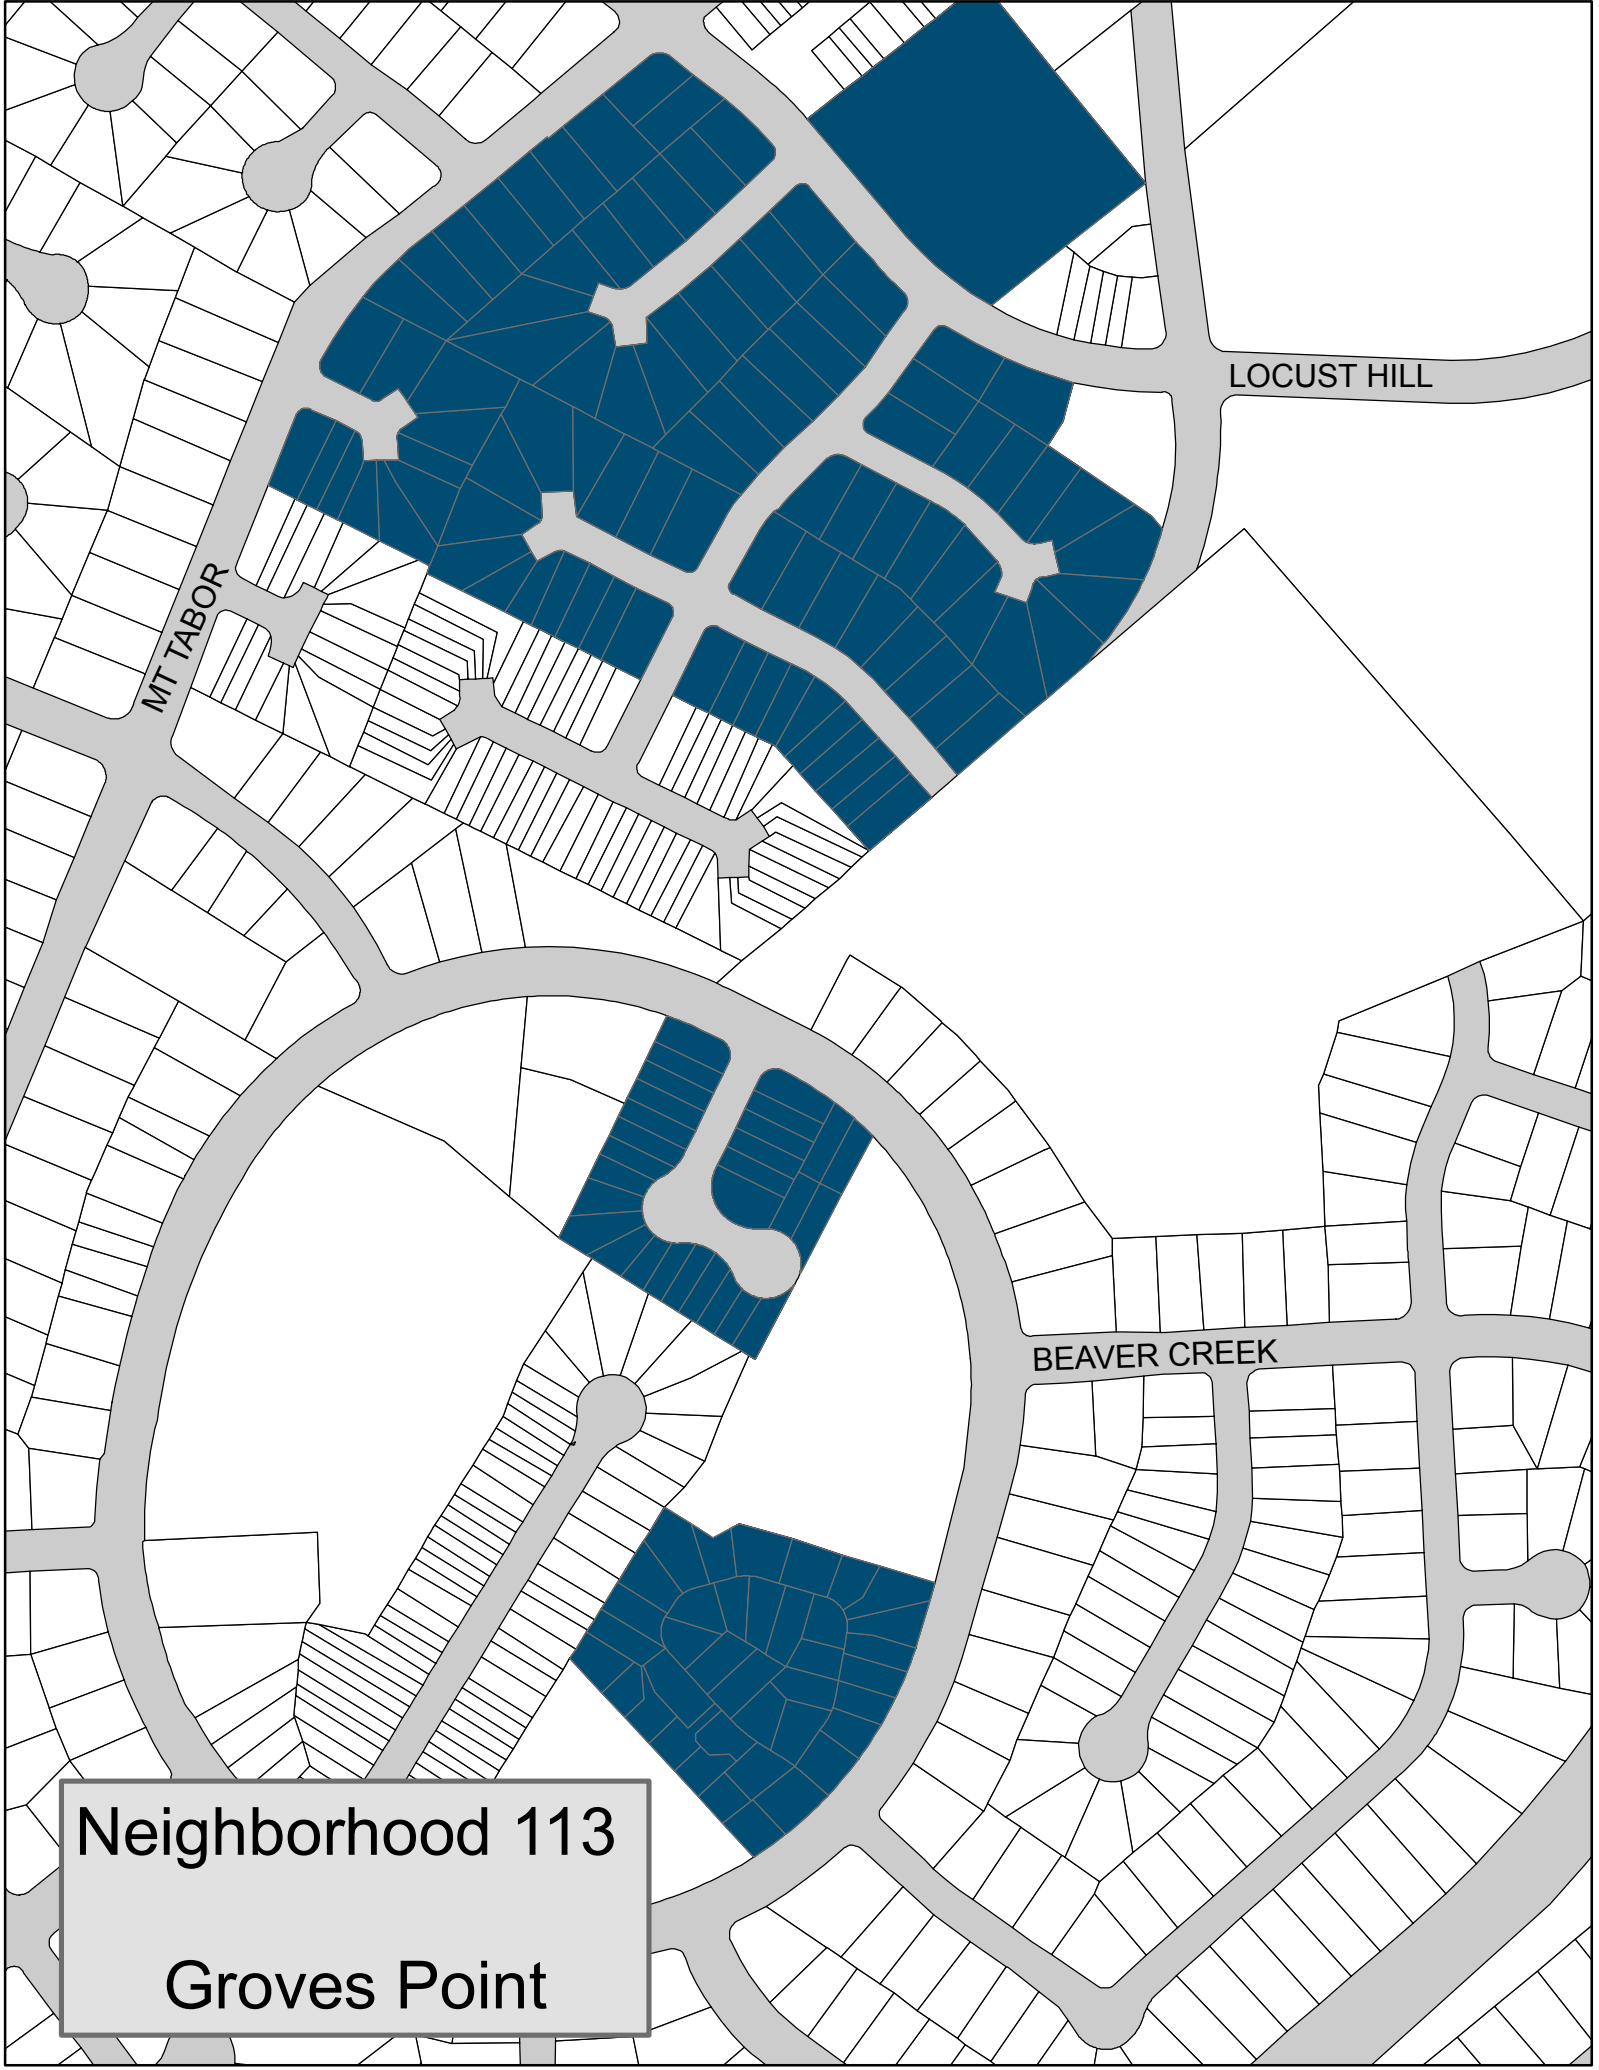 LOCUST HILL
MT TABOR
BEAVER CREEK
Neighborhood 113
Groves Point